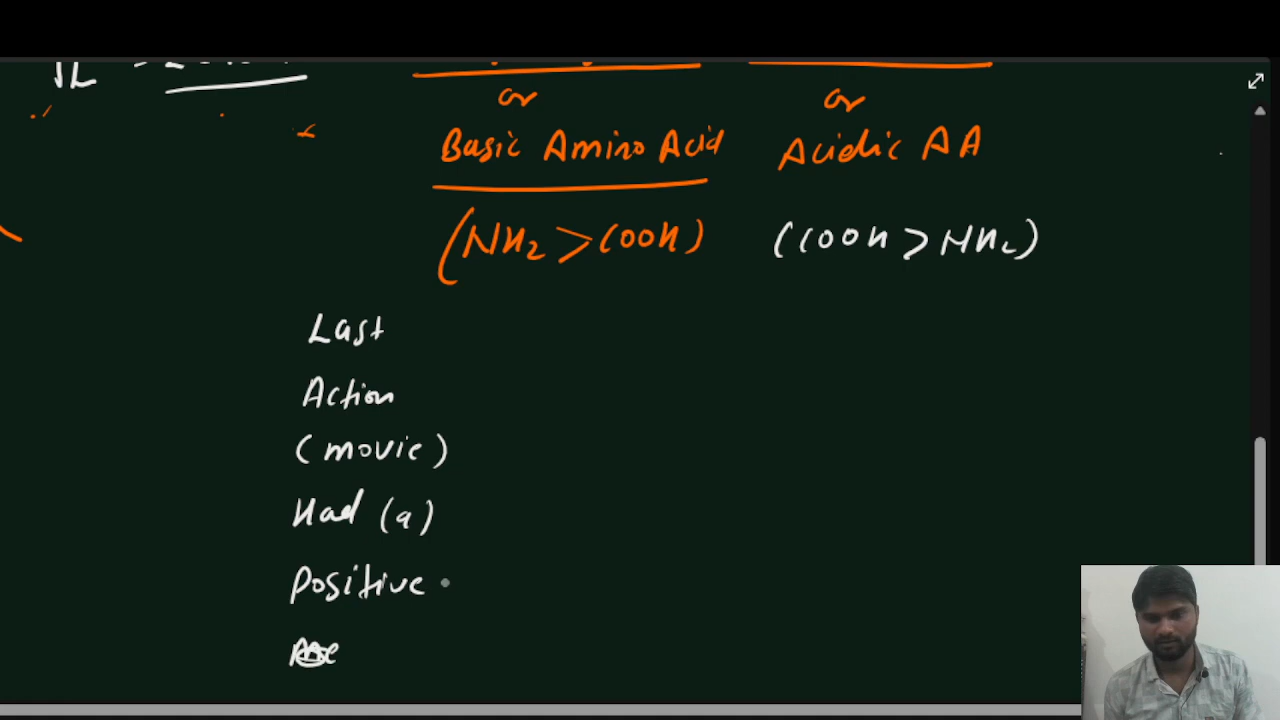 or or
Basic Amino Acid Acidic AA
(NH2 > COOH) (COOH > NH2)
Last
Action
(movie)
Had (a)
Positive